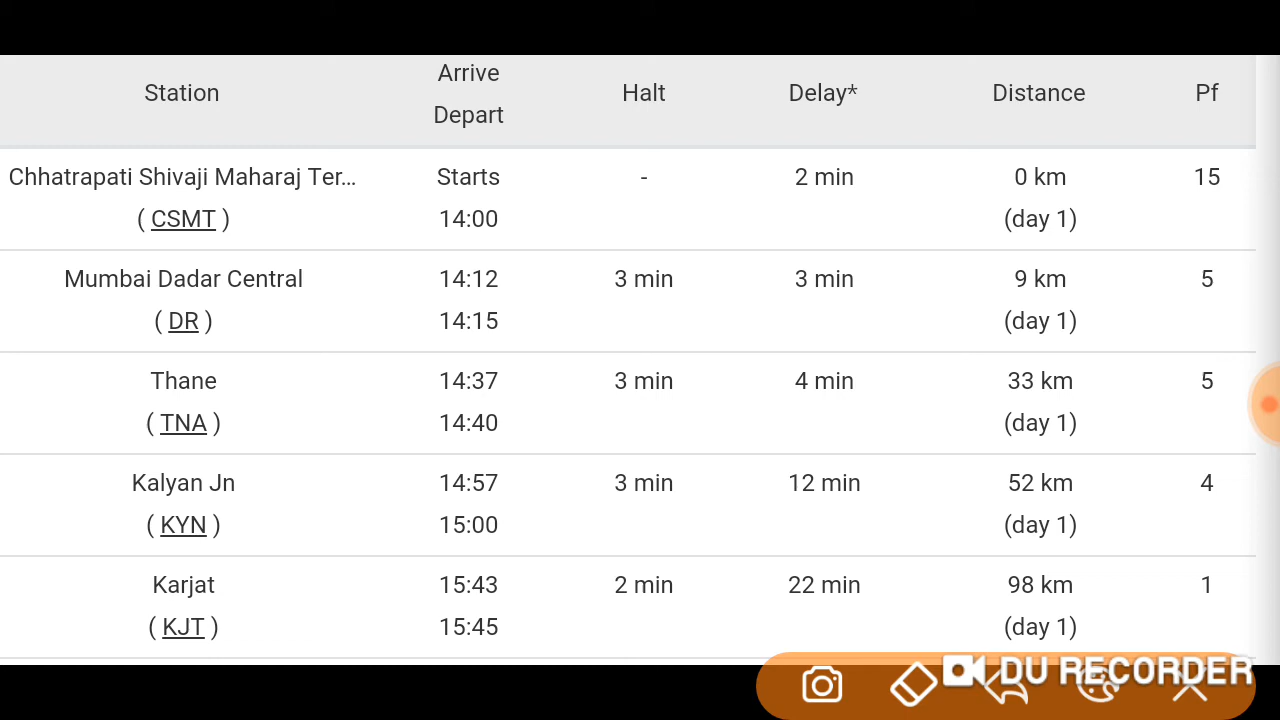 Station Arrive Depart Halt Delay* Distance Pf
Chhatrapati Shivaji Maharaj Ter... Starts - 2 min 0 km 15
( CSMT ) 14:00 (day 1)
Mumbai Dadar Central 14:12 3 min 3 min 9 km 5
( DR ) 14:15 (day 1)
Thane 14:37 3 min 4 min 33 km 5
( TNA ) 14:40 (day 1)
Kalyan Jn 14:57 3 min 12 min 52 km 4
( KYN ) 15:00 (day 1)
Karjat 15:43 2 min 22 min 98 km 1
( KJT ) 15:45 (day 1)
DU RECORDER